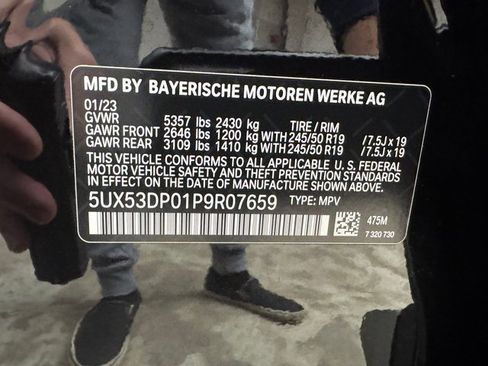 MFD BY BAYERISCHE MOTOREN WERKE AG
01/23
GVWR 5357 lbs 2430 kg TIRE / RIM
GAWR FRONT 2646 lbs 1200 kg WITH 245/50 R19 / 7.5J x 19
GAWR REAR 3109 lbs 1410 kg WITH 245/50 R19 / 7.5J x 19
THIS VEHICLE CONFORMS TO ALL APPLICABLE U. S. FEDERAL
MOTOR VEHICLE SAFETY AND THEFT PREVENTION STANDARDS
IN EFFECT ON THE DATE OF MANUFACTURE SHOWN ABOVE.
5UX53DP01P9R07659 TYPE: MPV
475M
7 320 730